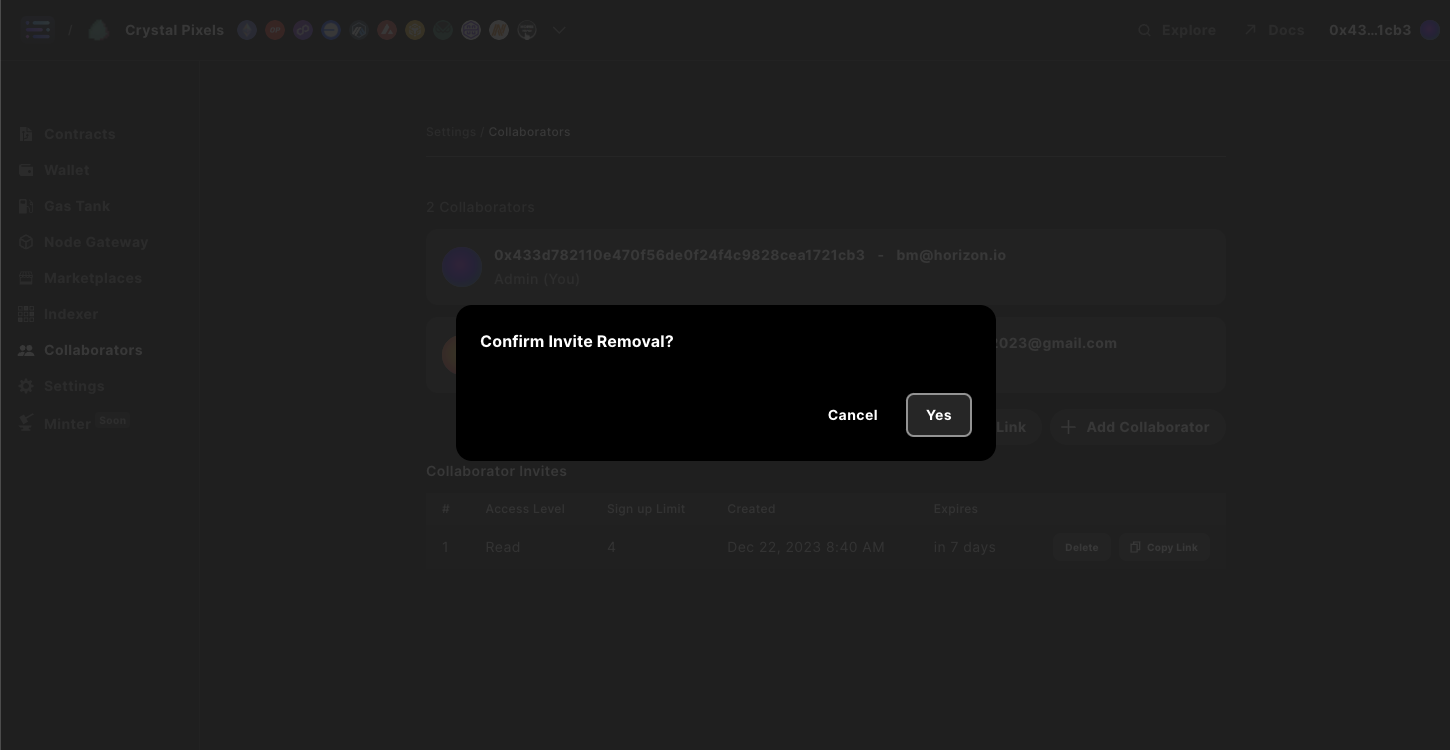 / Crystal Pixels Explore Docs 0x43...1cb3
Contracts
Wallet
Gas Tank
Node Gateway
Marketplaces
Indexer
Collaborators
Settings
Minter Soon
Settings / Collaborators
2 Collaborators
0x433d782110e470f56de0f24f4c9828cea1721cb3 - bm@horizon.io
Admin (You)
2023@gmail.com
Confirm Invite Removal?
Cancel Yes
Link Add Collaborator
Collaborator Invites
# Access Level Sign up Limit Created Expires
1 Read 4 Dec 22, 2023 8:40 AM in 7 days Delete Copy Link